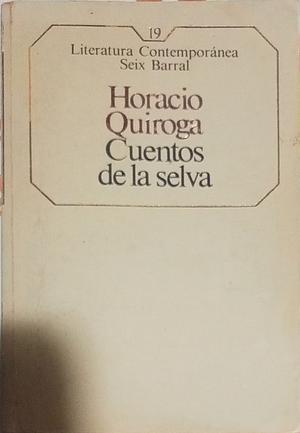 19
Literatura Contemporánea
Seix Barral
Horacio
Quiroga
Cuentos
de la selva